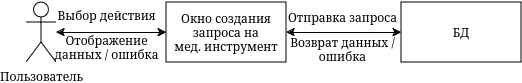 Выбор действия
Отображение
данных / ошибка
Пользователь
Окно создания
запроса на
мед. инструмент
Отправка запроса
Возврат данных /
ошибка
БД